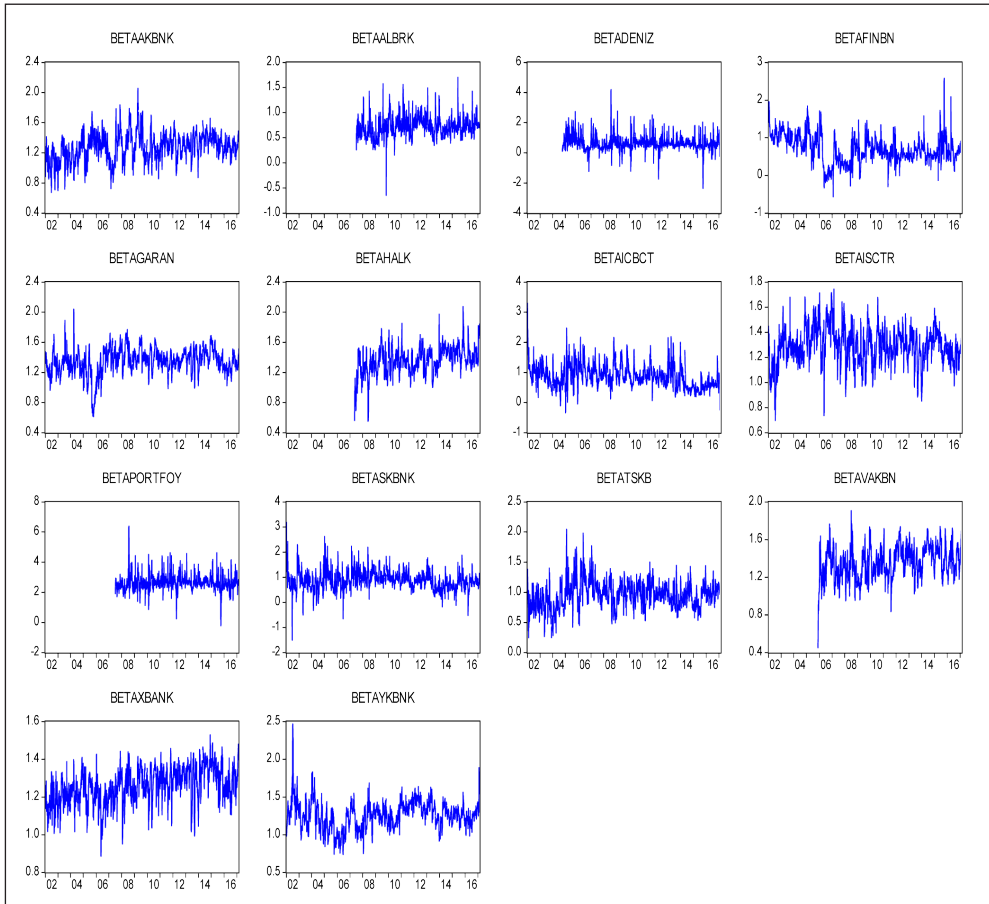 BETAAKBNK
2.4
2.0
1.6
1.2
0.8
0.4
02 04 06 08 10 12 14 16
BETAALBRK
2.0
1.5
1.0
0.5
0.0
-0.5
-1.0
02 04 06 08 10 12 14 16
BETADENIZ
6
4
2
0
-2
-4
02 04 06 08 10 12 14 16
BETAFINBN
3
2
1
0
-1
02 04 06 08 10 12 14 16
BETAGARAN
2.4
2.0
1.6
1.2
0.8
0.4
02 04 06 08 10 12 14 16
BETAHALK
2.4
2.0
1.6
1.2
0.8
0.4
02 04 06 08 10 12 14 16
BETAICBCT
4
3
2
1
0
-1
02 04 06 08 10 12 14 16
BETAISCTR
1.8
1.6
1.4
1.2
1.0
0.8
0.6
02 04 06 08 10 12 14 16
BETAPORTFOY
8
6
4
2
0
-2
02 04 06 08 10 12 14 16
BETASKBNK
4
3
2
1
0
-1
-2
02 04 06 08 10 12 14 16
BETATSKB
2.5
2.0
1.5
1.0
0.5
0.0
02 04 06 08 10 12 14 16
BETAVAKBN
2.0
1.6
1.2
0.8
0.4
02 04 06 08 10 12 14 16
BETAXBANK
1.6
1.4
1.2
1.0
0.8
02 04 06 08 10 12 14 16
BETAYKBNK
2.5
2.0
1.5
1.0
0.5
02 04 06 08 10 12 14 16